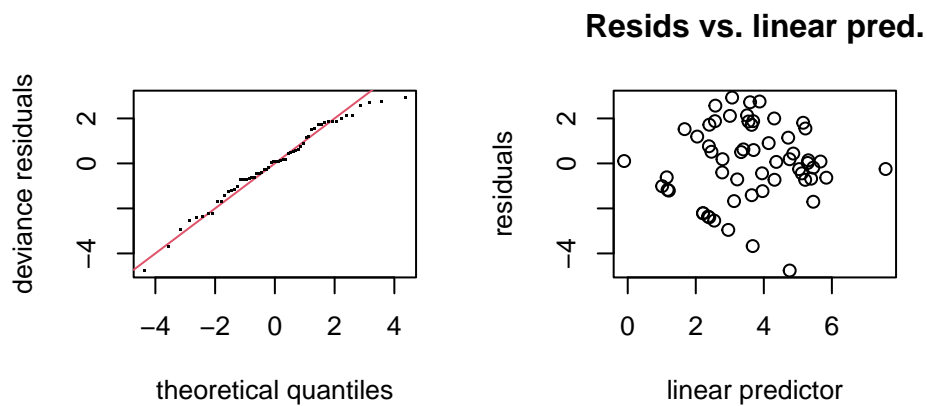 Resids vs. linear pred.
deviance residuals
2
0
−4
−4 −2 0 2 4
theoretical quantiles
residuals
2
0
−4
0 2 4 6
linear predictor